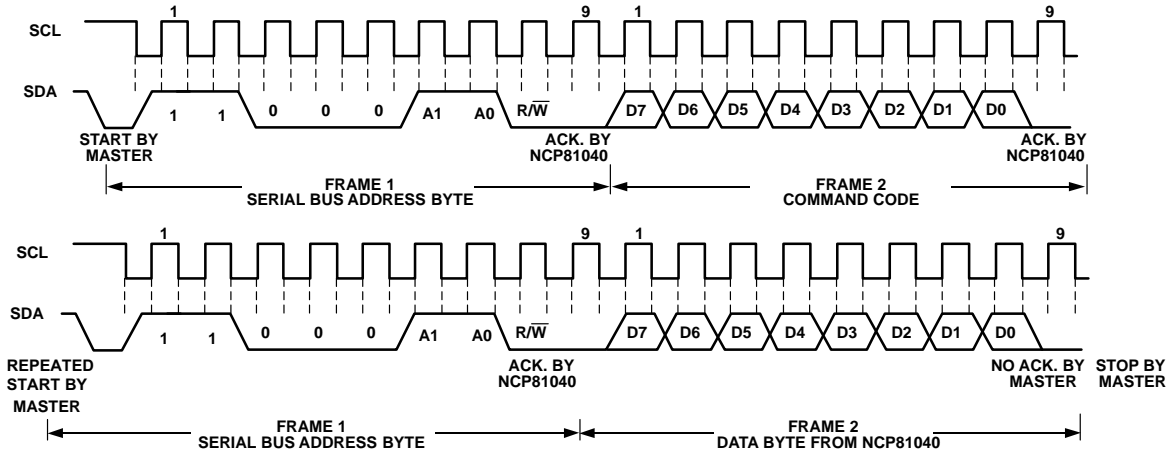 1 9 1 9
SCL
SDA
1 1 0 0 0 A1 A0 R/W̅ D7 D6 D5 D4 D3 D2 D1 D0
START BY MASTER
ACK. BY NCP81040
ACK. BY NCP81040
FRAME 1
SERIAL BUS ADDRESS BYTE
FRAME 2
COMMAND CODE
1 9 1 9
SCL
SDA
1 1 0 0 0 A1 A0 R/W̅ D7 D6 D5 D4 D3 D2 D1 D0
REPEATED
START BY
MASTER
ACK. BY
NCP81040
NO ACK. BY
MASTER
STOP BY
MASTER
FRAME 1
SERIAL BUS ADDRESS BYTE
FRAME 2
DATA BYTE FROM NCP81040